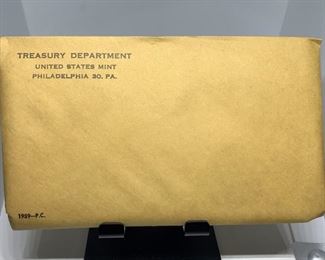 TREASURY DEPARTMENT
UNITED STATES MINT
PHILADELPHIA 30, PA.
1959—P.C.